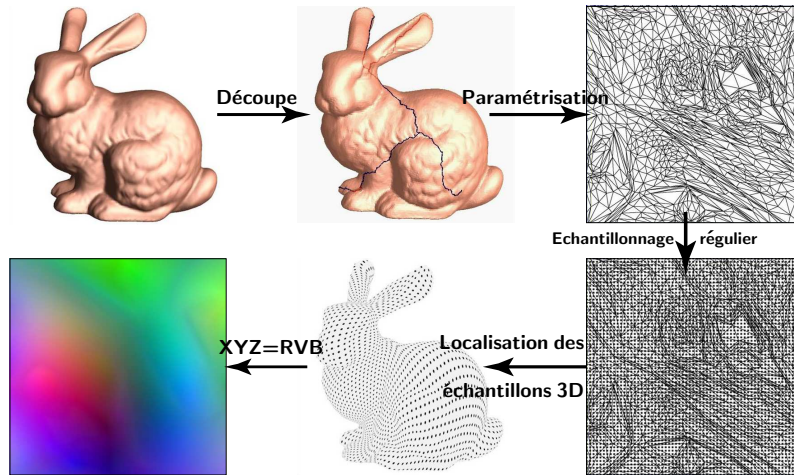 Découpe
Paramétrisation
Echantillonnage régulier
Localisation des
échantillons 3D
XYZ=RVB